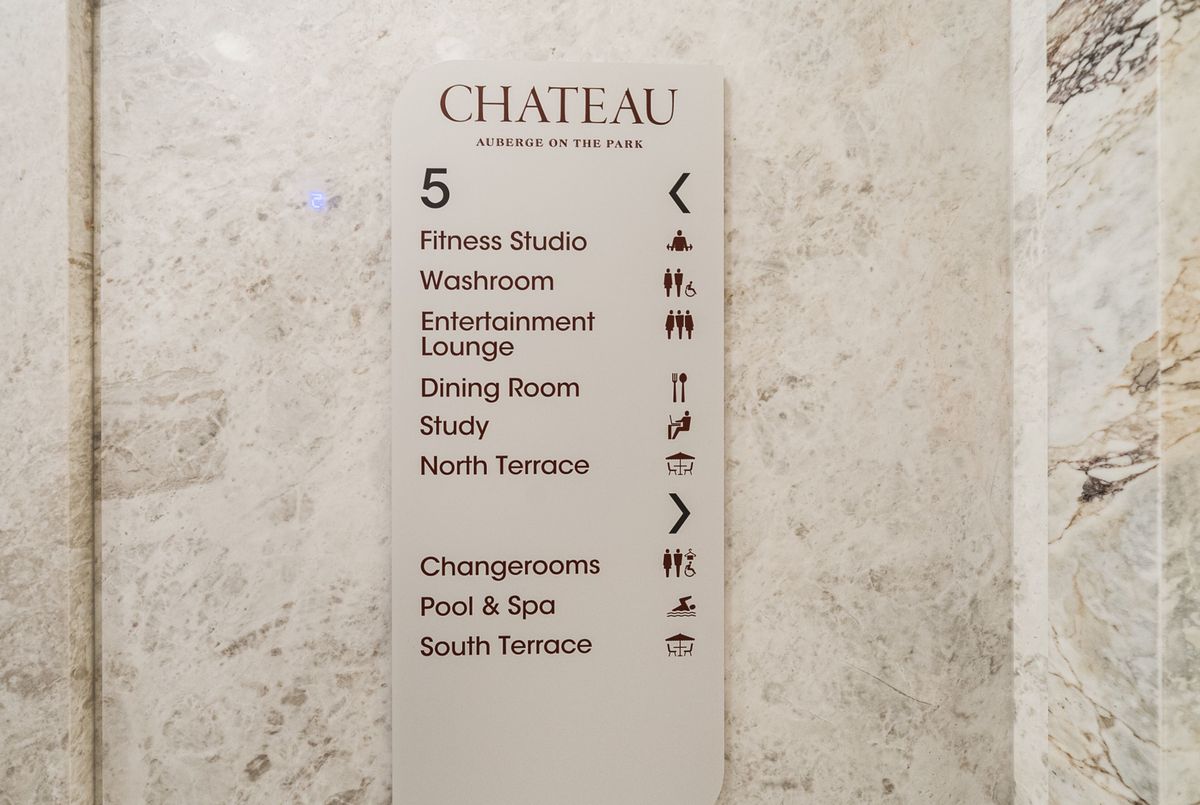 CHATEAU
AUBERGE ON THE PARK
5
Fitness Studio
Washroom
Entertainment
Lounge
Dining Room
Study
North Terrace
Changerooms
Pool & Spa
South Terrace